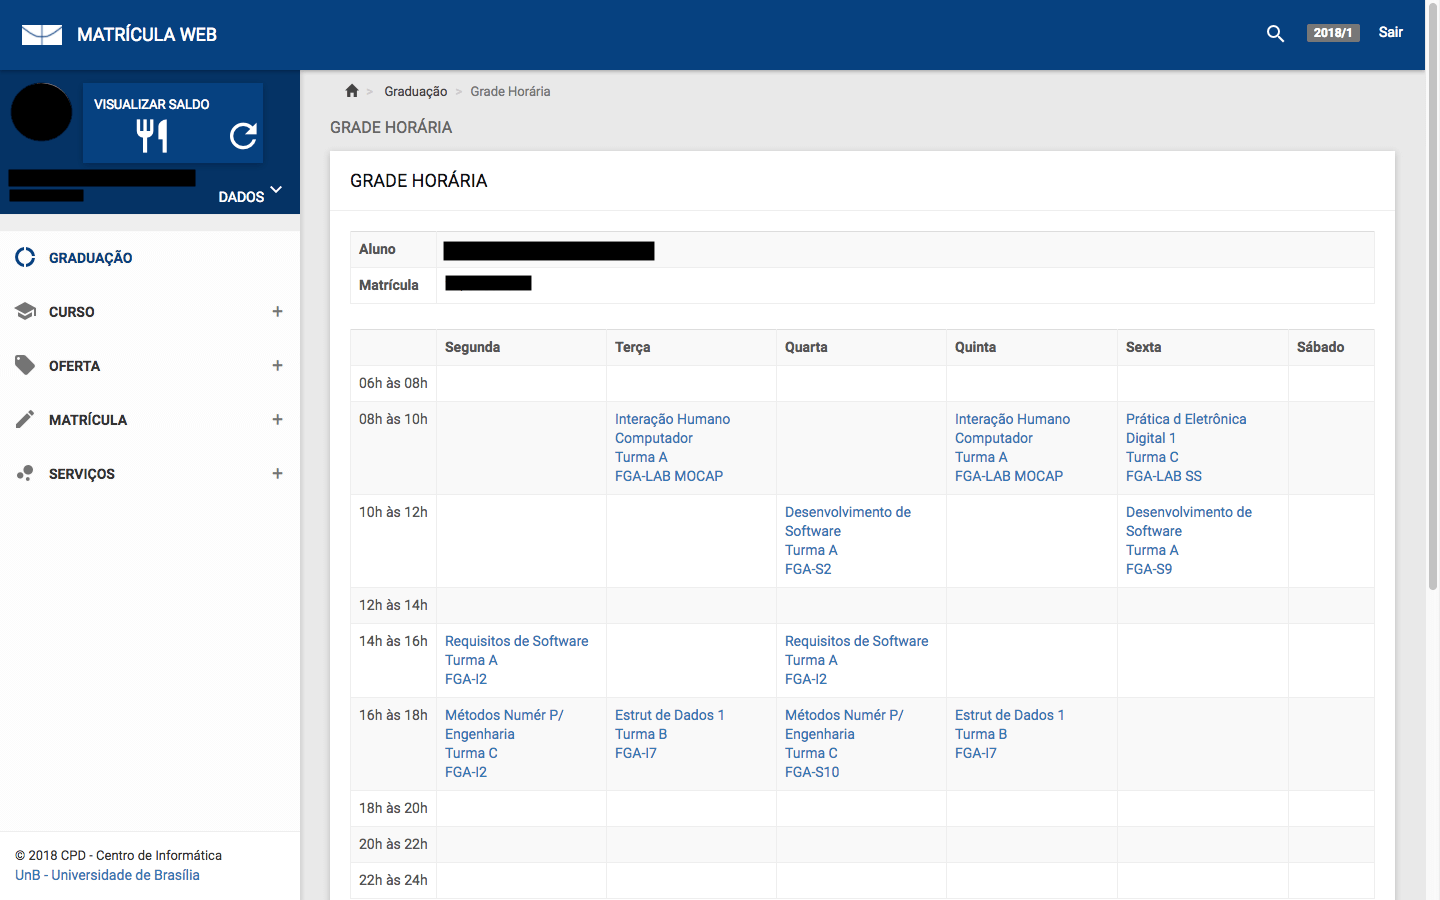 MATRÍCULA WEB
2018/1
Sair
VISUALIZAR SALDO
DADOS
GRADUAÇÃO
CURSO +
OFERTA +
MATRÍCULA +
SERVIÇOS +
© 2018 CPD - Centro de Informática
UnB - Universidade de Brasília
> Graduação > Grade Horária
GRADE HORÁRIA
GRADE HORÁRIA
Aluno
Matrícula
Segunda Terça Quarta Quinta Sexta Sábado
06h às 08h
08h às 10h
Interação Humano
Computador
Turma A
FGA-LAB MOCAP
Interação Humano
Computador
Turma A
FGA-LAB MOCAP
Prática d Eletrônica
Digital 1
Turma C
FGA-LAB SS
10h às 12h
Desenvolvimento de
Software
Turma A
FGA-S2
Desenvolvimento de
Software
Turma A
FGA-S9
12h às 14h
14h às 16h
Requisitos de Software
Turma A
FGA-I2
Requisitos de Software
Turma A
FGA-I2
16h às 18h
Métodos Numér P/
Engenharia
Turma C
FGA-I2
Estrut de Dados 1
Turma B
FGA-I7
Métodos Numér P/
Engenharia
Turma C
FGA-S10
Estrut de Dados 1
Turma B
FGA-I7
18h às 20h
20h às 22h
22h às 24h